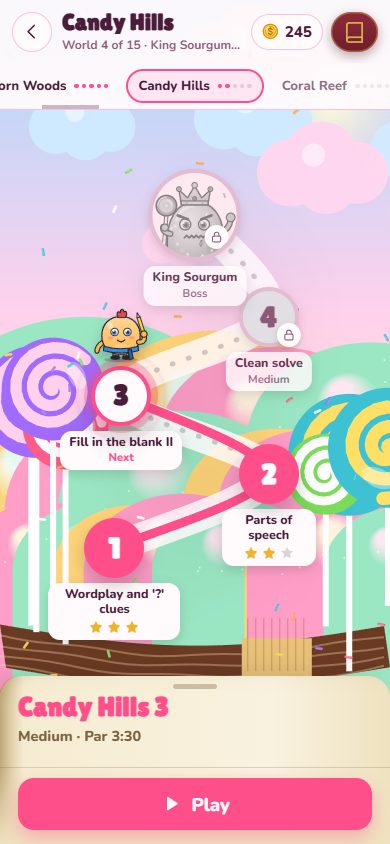 Candy Hills
World 4 of 15 · King Sourgum...
245
orn Woods
Candy Hills
Coral Reef
King Sourgum
Boss
4
Clean solve
Medium
3
Fill in the blank II
Next
2
Parts of
speech
1
Wordplay and '?'
clues
Candy Hills 3
Medium · Par 3:30
Play